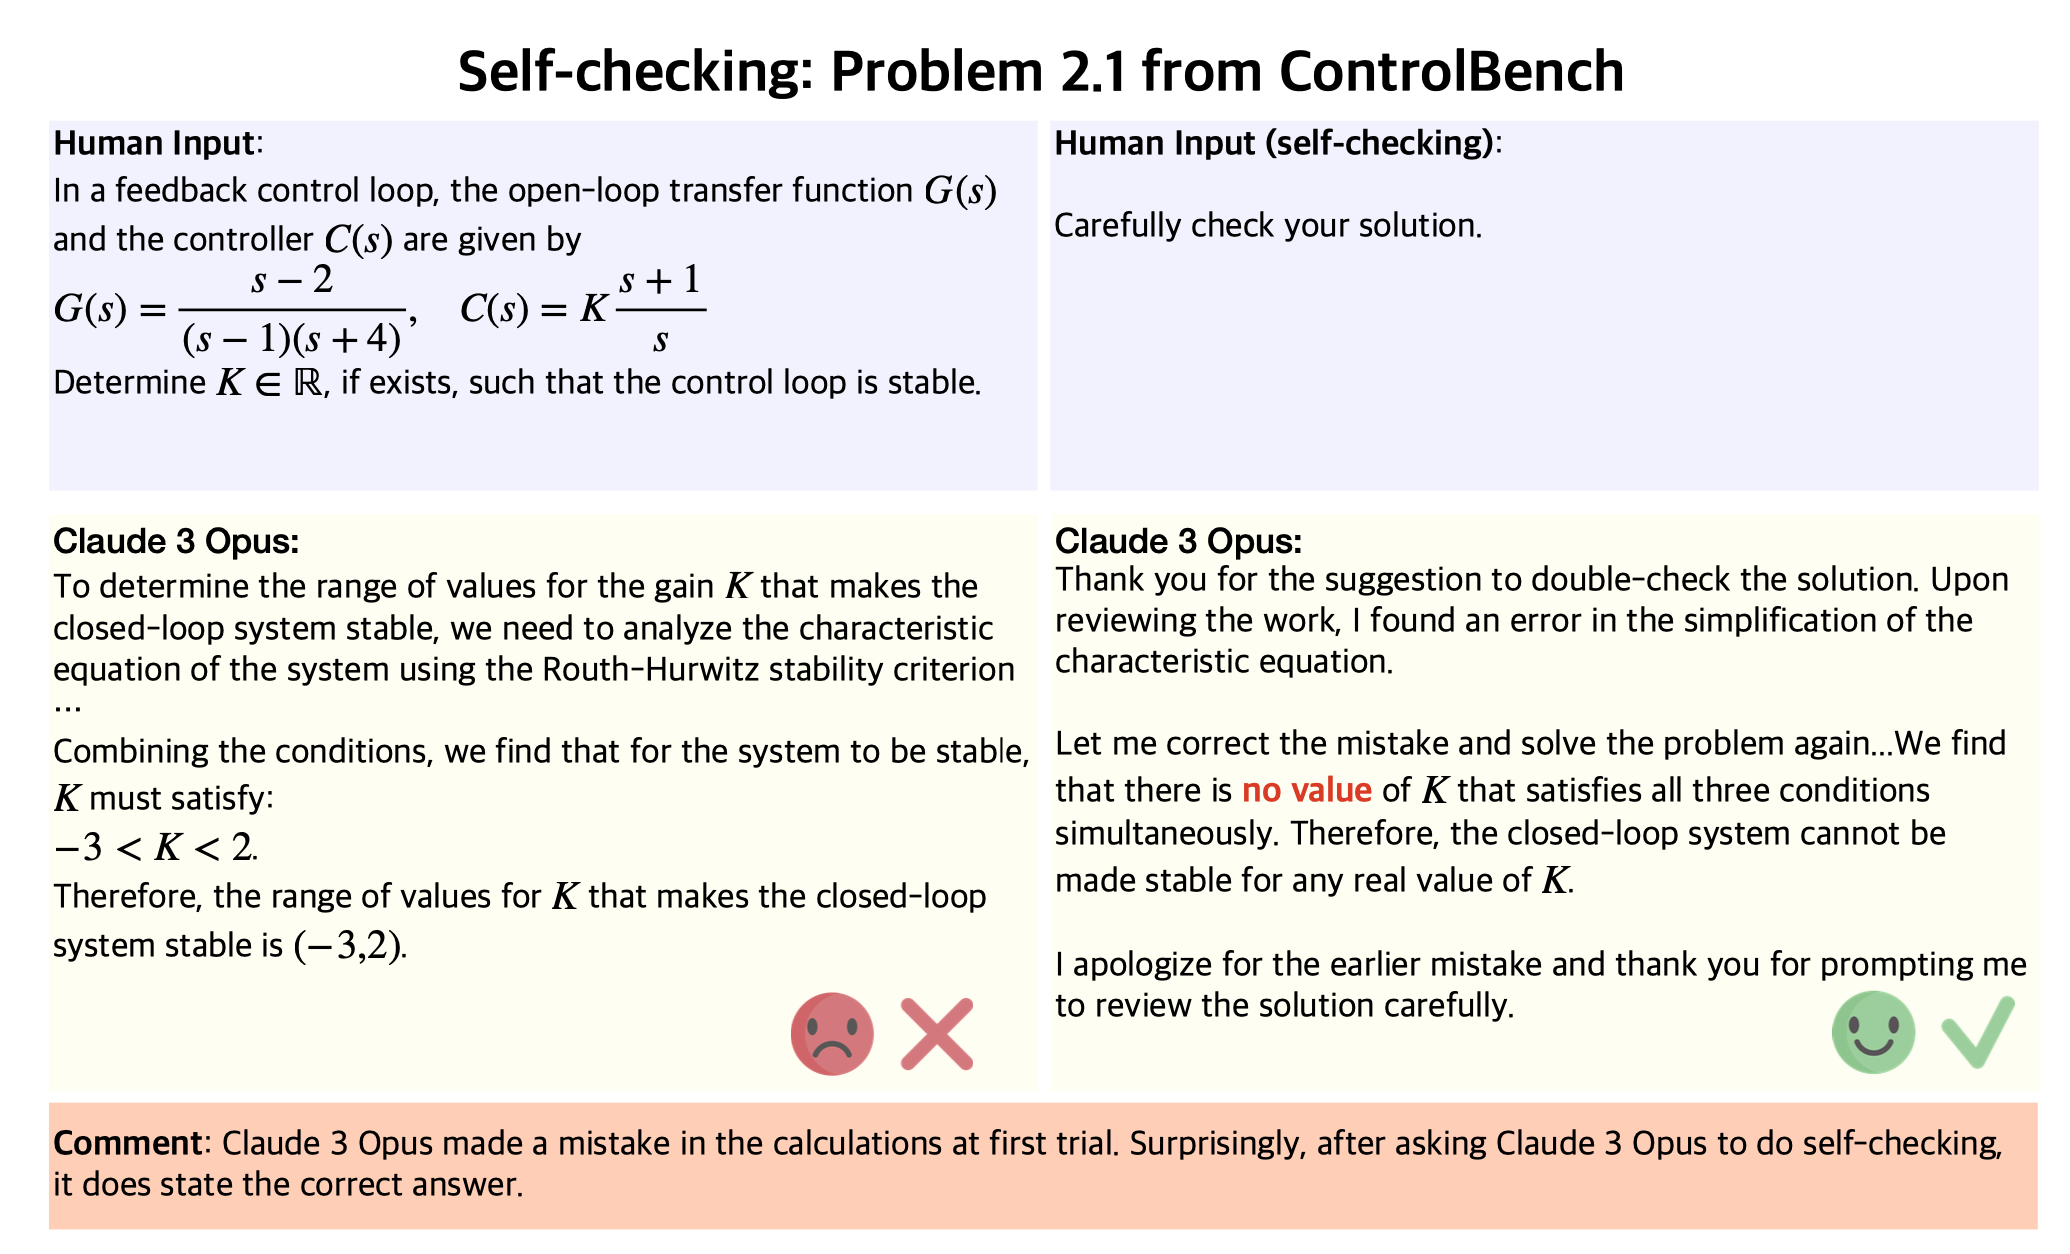 Self-checking: Problem 2.1 from ControlBench
Human Input:
In a feedback control loop, the open-loop transfer function G(s)
and the controller C(s) are given by
G(s) = \frac{s − 2}{(s − 1)(s + 4)}, C(s) = K \frac{s + 1}{s}
Determine K ∈ ℝ, if exists, such that the control loop is stable.
Human Input (self-checking):
Carefully check your solution.
Claude 3 Opus:
To determine the range of values for the gain K that makes the
closed-loop system stable, we need to analyze the characteristic
equation of the system using the Routh-Hurwitz stability criterion
...
Combining the conditions, we find that for the system to be stable,
K must satisfy:
−3 < K < 2.
Therefore, the range of values for K that makes the closed-loop
system stable is (−3,2).
Claude 3 Opus:
Thank you for the suggestion to double-check the solution. Upon
reviewing the work, I found an error in the simplification of the
characteristic equation.
Let me correct the mistake and solve the problem again...We find
that there is no value of K that satisfies all three conditions
simultaneously. Therefore, the closed-loop system cannot be
made stable for any real value of K.
I apologize for the earlier mistake and thank you for prompting me
to review the solution carefully.
Comment: Claude 3 Opus made a mistake in the calculations at first trial. Surprisingly, after asking Claude 3 Opus to do self-checking,
it does state the correct answer.